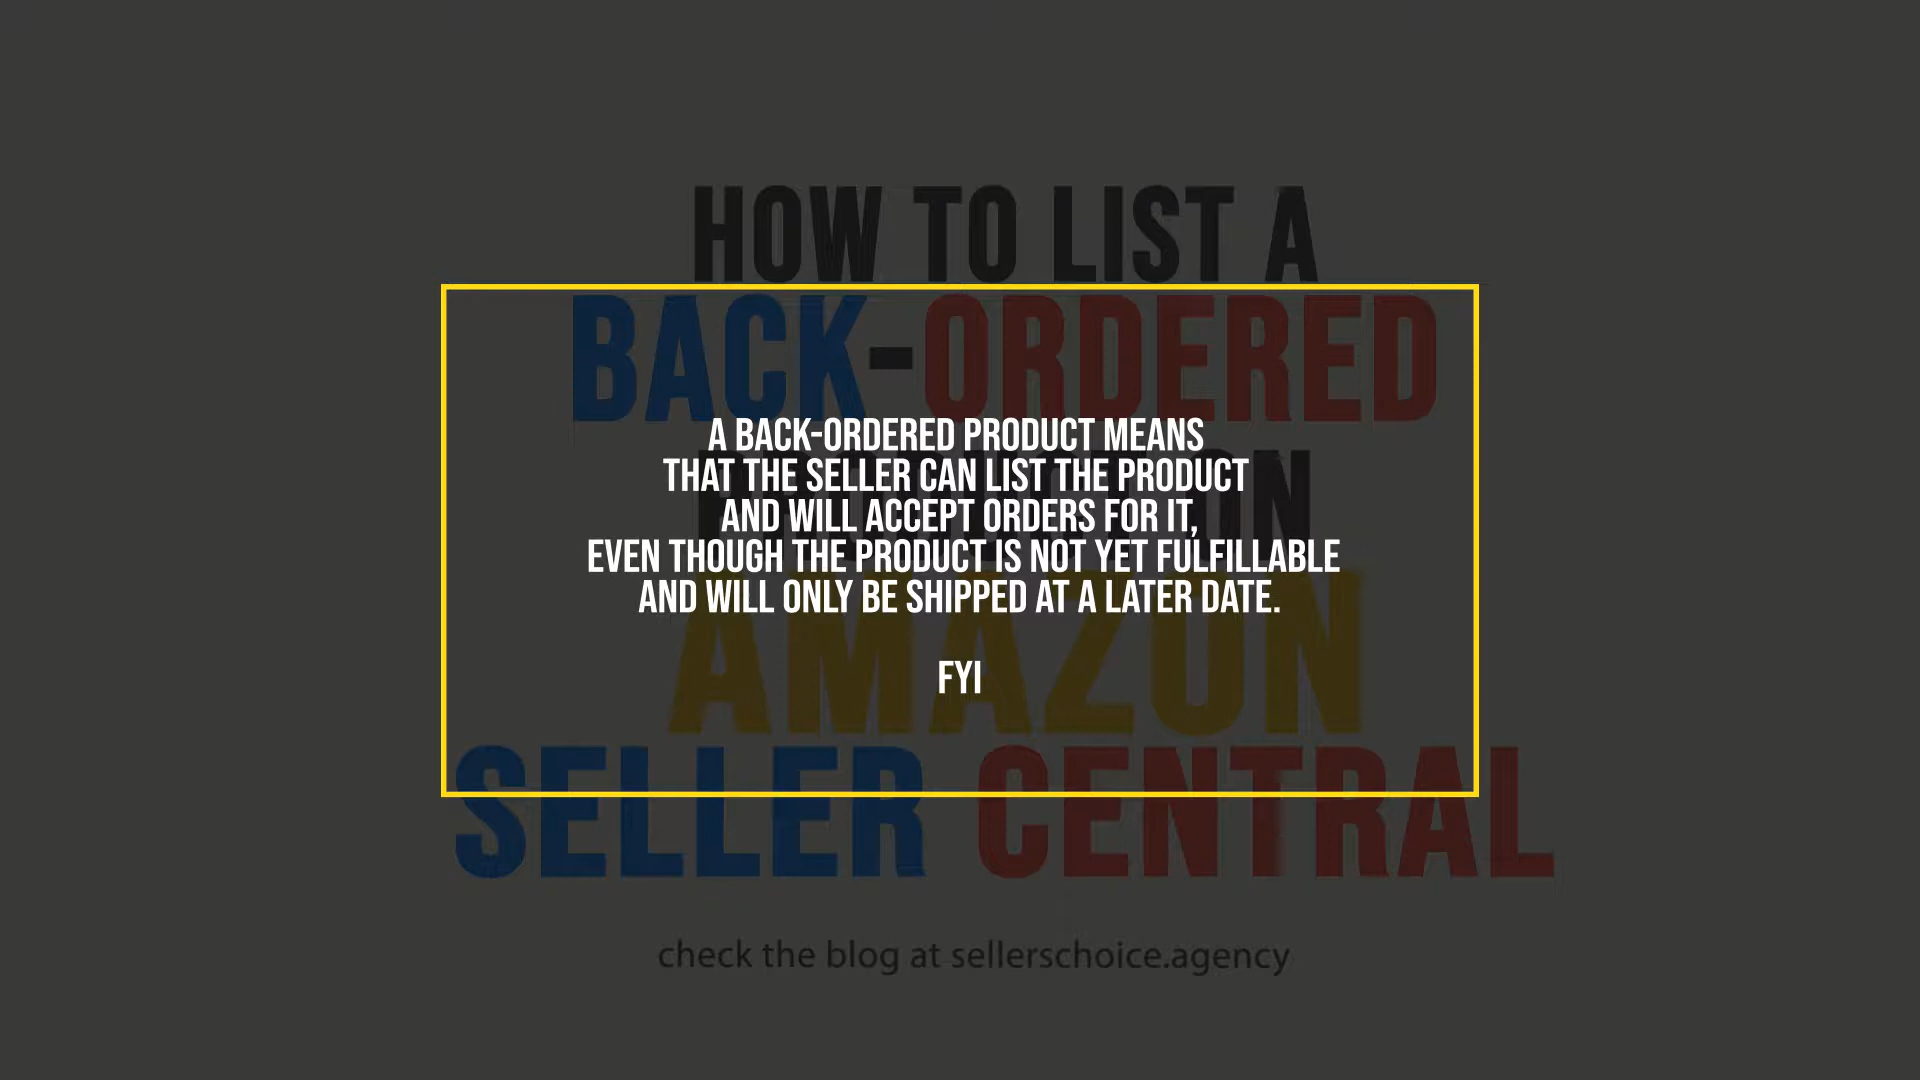 HOW TO LIST A
BACK-ORDERED
PRODUCT ON
AMAZON
SELLER CENTRAL
A BACK-ORDERED PRODUCT MEANS
THAT THE SELLER CAN LIST THE PRODUCT
AND WILL ACCEPT ORDERS FOR IT,
EVEN THOUGH THE PRODUCT IS NOT YET FULFILLABLE
AND WILL ONLY BE SHIPPED AT A LATER DATE.
FYI
check the blog at sellerschoice.agency